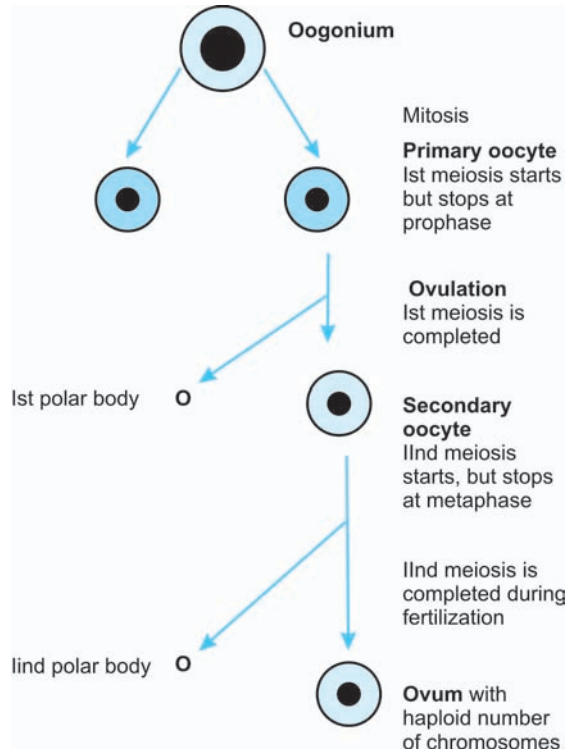 Oogonium
Mitosis
Primary oocyte
Ist meiosis starts
but stops at
prophase
Ovulation
Ist meiosis is
completed
Ist polar body O
Secondary
oocyte
IInd meiosis
starts, but stops
at metaphase
IInd meiosis is
completed during
fertilization
Iind polar body O
Ovum with
haploid number
of chromosomes